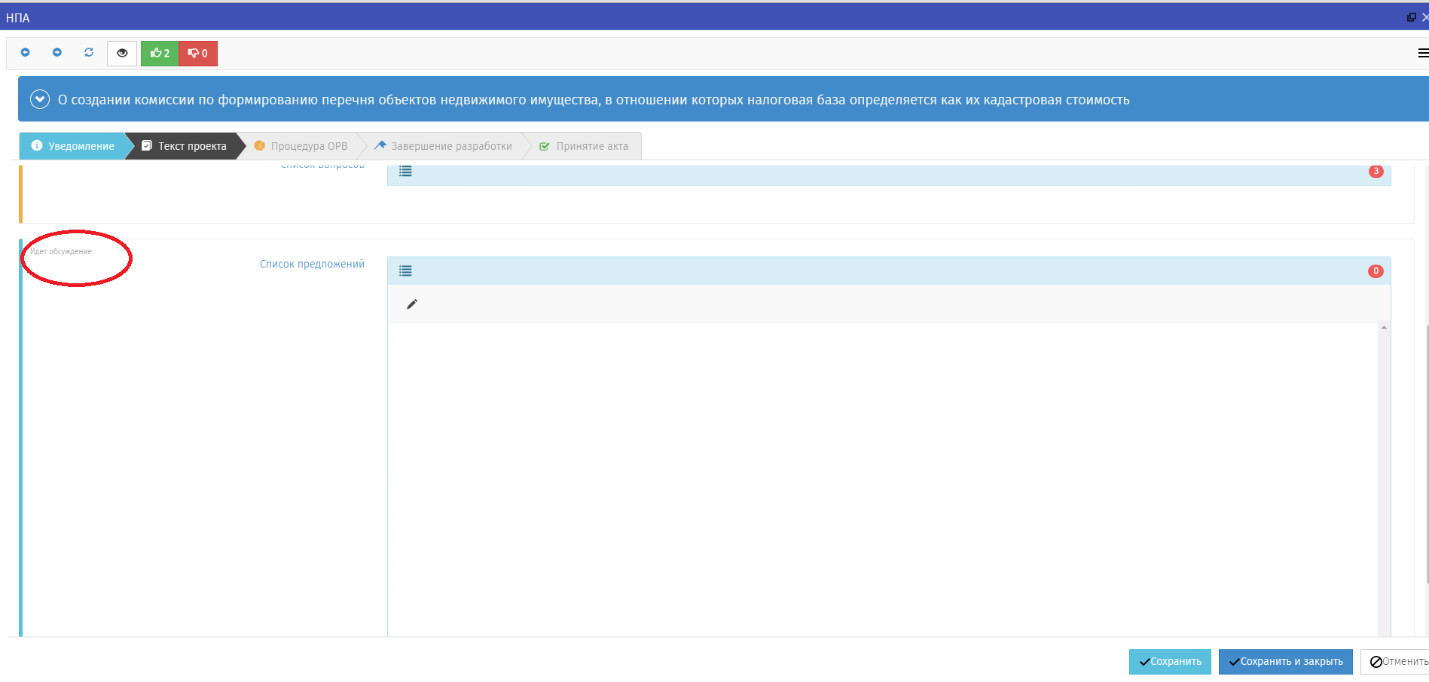 НПА
2 0
О создании комиссии по формированию перечня объектов недвижимого имущества, в отношении которых налоговая база определяется как их кадастровая стоимость
Уведомление Текст проекта Процедура ОРВ Завершение разработки Принятие акта
Список вопросов 3
Идет обсуждение
Список предложений 0
Сохранить Сохранить и закрыть Отменить